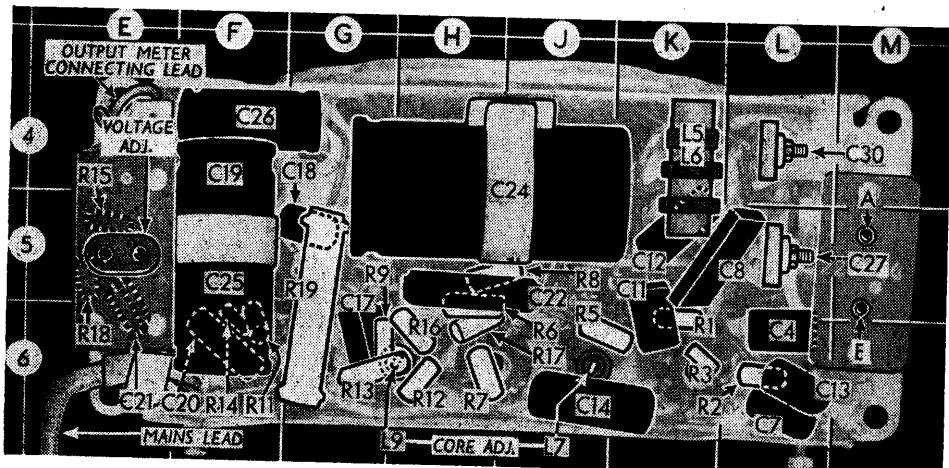 E F G H J K L M
OUTPUT METER
CONNECTING LEAD
4
VOLTAGE
ADJ.
C26
L5
L6
C30
R15
C19
C18
C24
A
5
C12
C8
C27
C25
R19
R9
C17
R8
C22
C11
R18
R16
R6
R5
R1
C4
R17
E
6
R13
R12
R7
C14
R3
R2
C13
C21 C20 R14 R11
C7
MAINS LEAD
L9
CORE ADJ.
L7